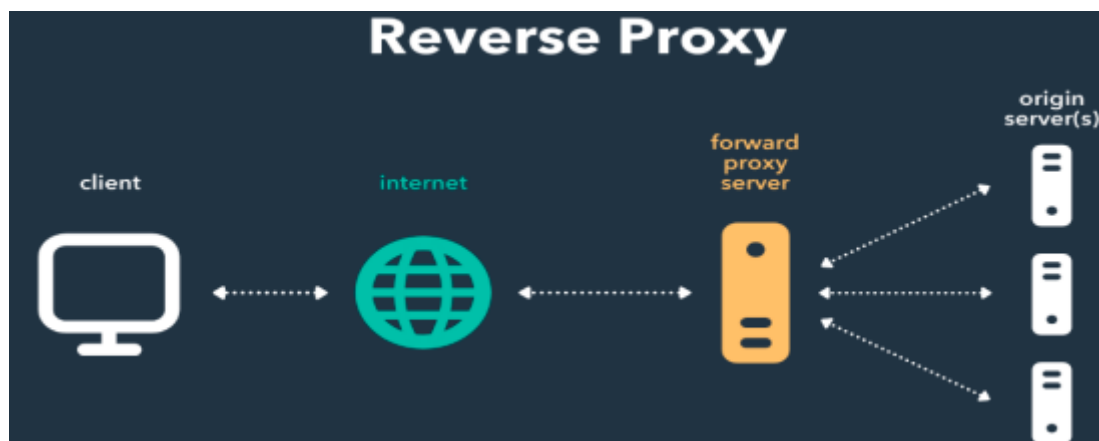 Reverse Proxy
origin
server(s)
forward
proxy
server
client
internet